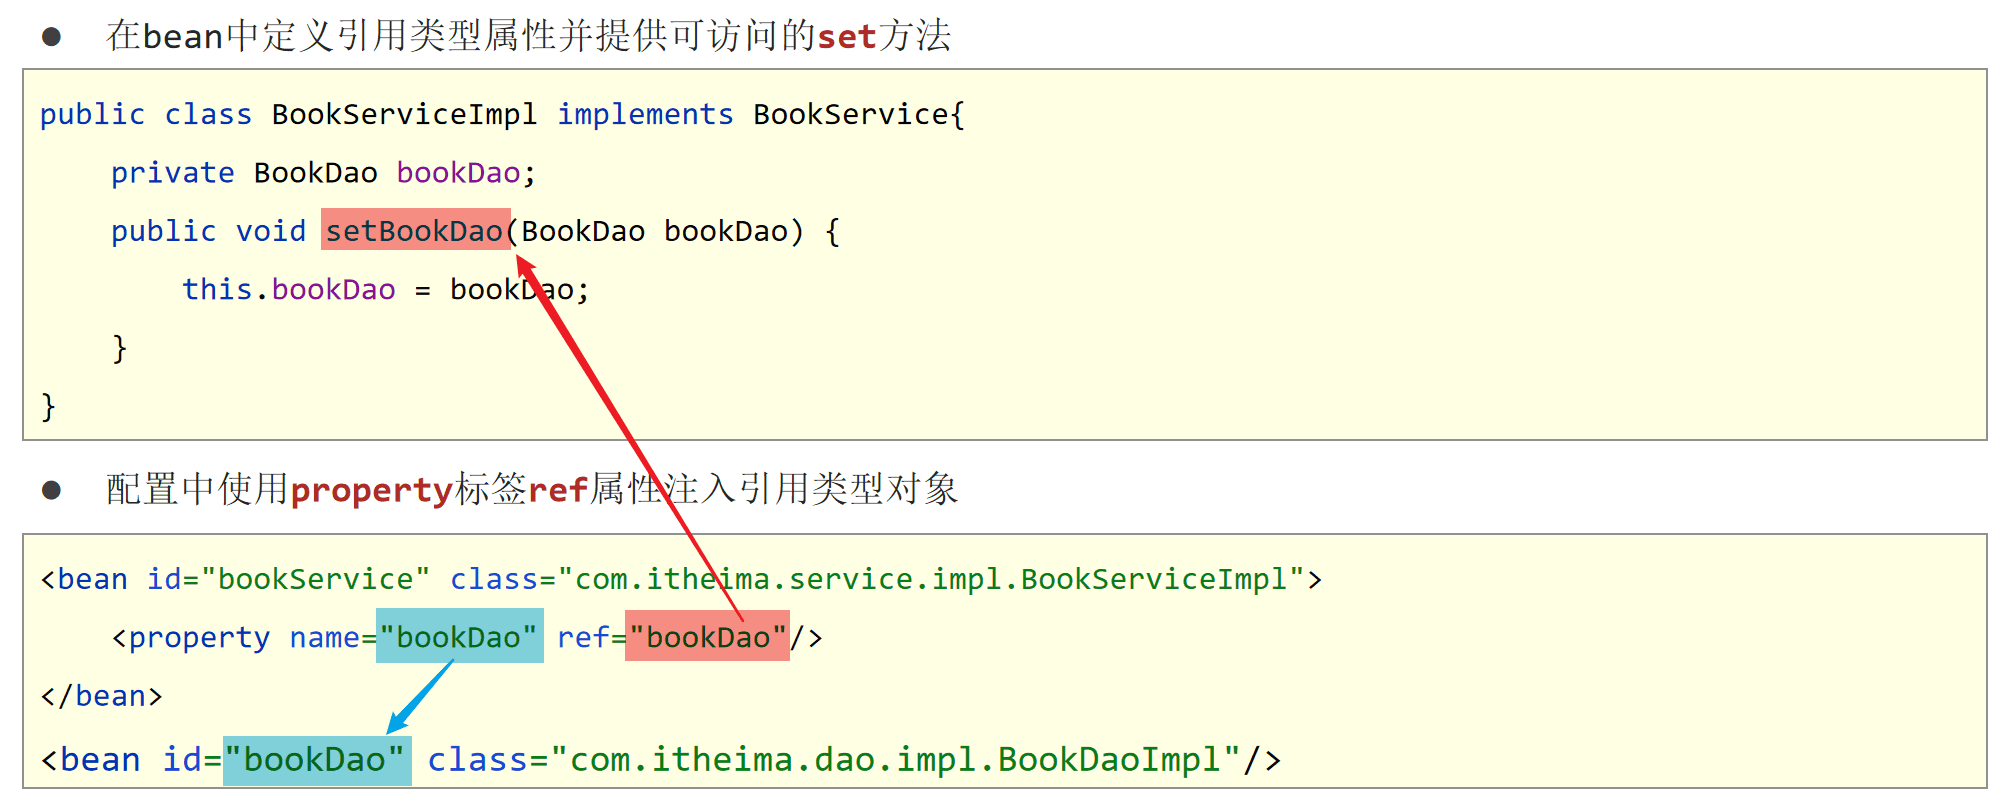 ● 在bean中定义引用类型属性并提供可访问的set方法
public class BookServiceImpl implements BookService{
    private BookDao bookDao;
    public void setBookDao(BookDao bookDao) {
        this.bookDao = bookDao;
    }
}
● 配置中使用property标签ref属性注入引用类型对象
<bean id="bookService" class="com.itheima.service.impl.BookServiceImpl">
    <property name="bookDao" ref="bookDao"/>
</bean>
<bean id="bookDao" class="com.itheima.dao.impl.BookDaoImpl"/>